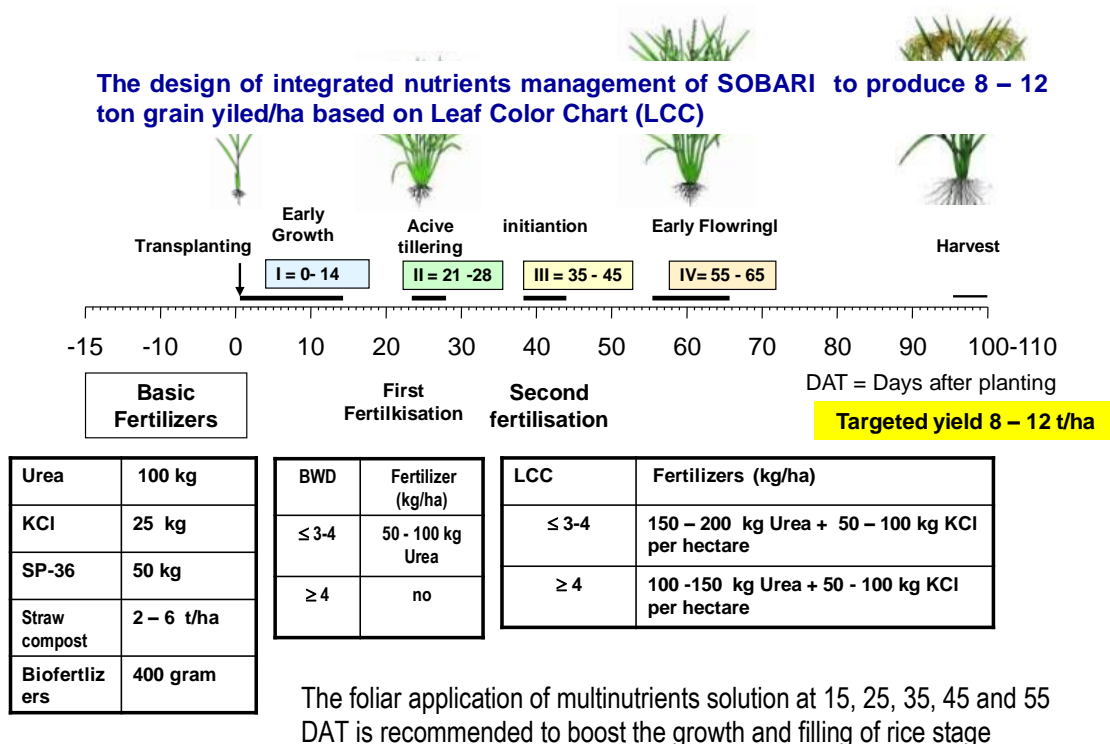 The design of integrated nutrients management of SOBARI to produce 8 – 12
ton grain yiled/ha based on Leaf Color Chart (LCC)
Early
Growth
Transplanting
Acive
tillering
initiantion
Early Flowringl
Harvest
I = 0- 14
II = 21 -28
III = 35 - 45
IV= 55 - 65
-15 -10 0 10 20 30 40 50 60 70 80 90 100-110
DAT = Days after planting
Basic
Fertilizers
First
Fertilkisation
Second
fertilisation
Targeted yield 8 – 12 t/ha
Urea 100 kg
KCl 25 kg
SP-36 50 kg
Straw
compost
2 – 6 t/ha
Biofertliz
ers
400 gram
BWD Fertilizer
(kg/ha)
≤ 3-4 50 - 100 kg
Urea
≥ 4 no
LCC Fertilizers (kg/ha)
≤ 3-4 150 – 200 kg Urea + 50 – 100 kg KCl
per hectare
≥ 4 100 -150 kg Urea + 50 - 100 kg KCl
per hectare
The foliar application of multinutrients solution at 15, 25, 35, 45 and 55
DAT is recommended to boost the growth and filling of rice stage